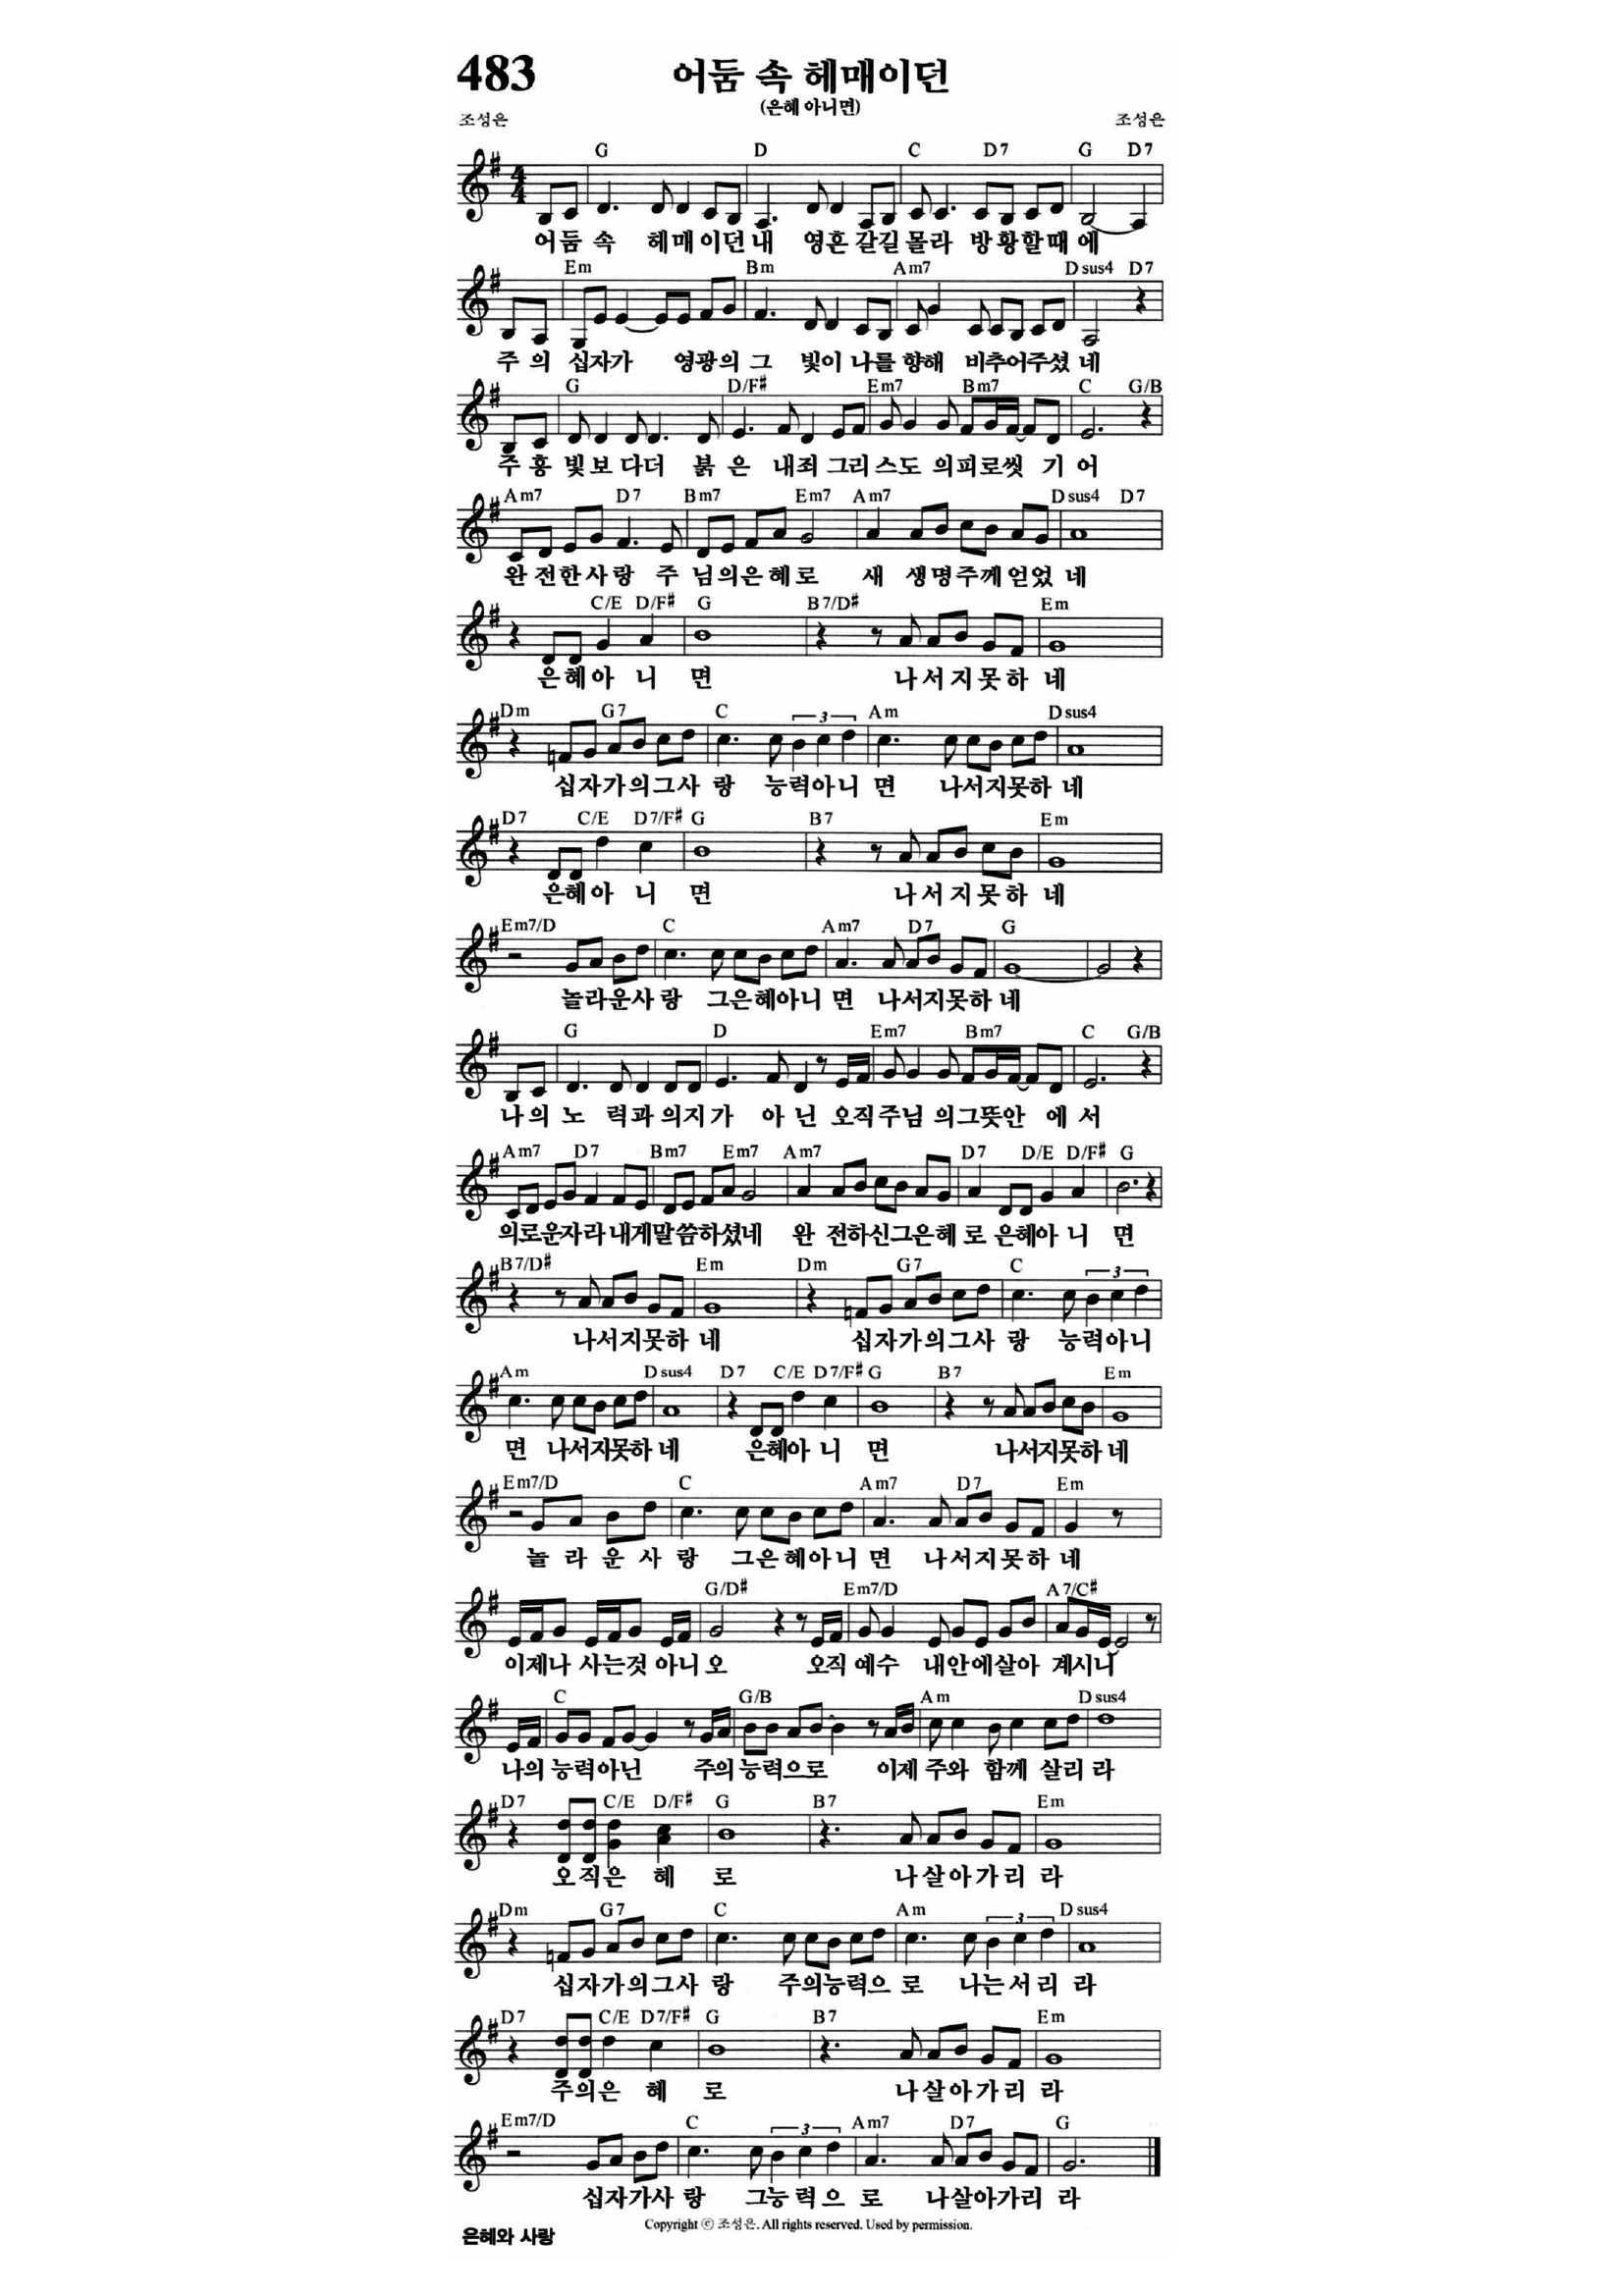 483
어둠 속 헤매이던
(은혜 아니면)
조성은 조성은
G D C D7 G D7
4 4
어둠 속 헤매이던 내 영혼 갈길 몰라 방황할때 에
Em Bm Am7 Dsus4 D7
주의 십자가 영광의 그 빛이 나를 향해 비추어주셨 네
G D/F# Em7 Bm7 C G/B
주홍 빛보다더 붉은 내죄 그리스도 의피로씻 기 어
Am7 D7 Bm7 Em7 Am7 Dsus4 D7
완전한사랑 주 님의은혜로 새 생명주께얻었 네
C/E D/F# G B7/D# Em
은혜아 니 면 나서지못하 네
Dm G7 C 3 Am Dsus4
십자가의그사 랑 능력아니 면 나서지못하 네
D7 C/E D7/F# G B7 Em
은혜아 니 면 나서지못하 네
Em7/D C Am7 D7 G
놀라운사 랑 그은혜아니 면 나서지못하 네
G D Em7 Bm7 C G/B
나의 노 력과 의지가 아 닌 오직주님 의그뜻안 에 서
Am7 D7 Bm7 Em7 Am7 D7 D/E D/F# G
의로운자라 내게말씀하셨네 완 전하신그은혜 로 은혜아 니 면
B7/D# Em Dm G7 C 3
나서지못하 네 십자가의그사 랑 능력아니
Am Dsus4 D7 C/E D7/F# G B7 Em
면 나서지못하 네 은혜아 니 면 나서지못하 네
Em7/D C Am7 D7 Em
놀라운 사 랑 그은혜아니 면 나서지못하 네
G/D# Em7/D A7/C#
이제나 사는것 아니 오 오직 예수 내안에살아 계시니
C G/B Am Dsus4
나의 능력아닌 주의 능력으로 이제 주와 함께 살리 라
D7 C/E D/F# G B7 Em
오직은 혜 로 나살아가리 라
Dm G7 C Am 3 Dsus4
십자가의그사 랑 주의능력으 로 나는서리 라
D7 C/E D7/F# G B7 Em
주의은 혜 로 나살아가리 라
Em7/D C 3 Am7 D7 G
십자가사 랑 그능력으 로 나살아가리 라
Copyright ⓒ 조성은. All rights reserved. Used by permission.
은혜와 사랑